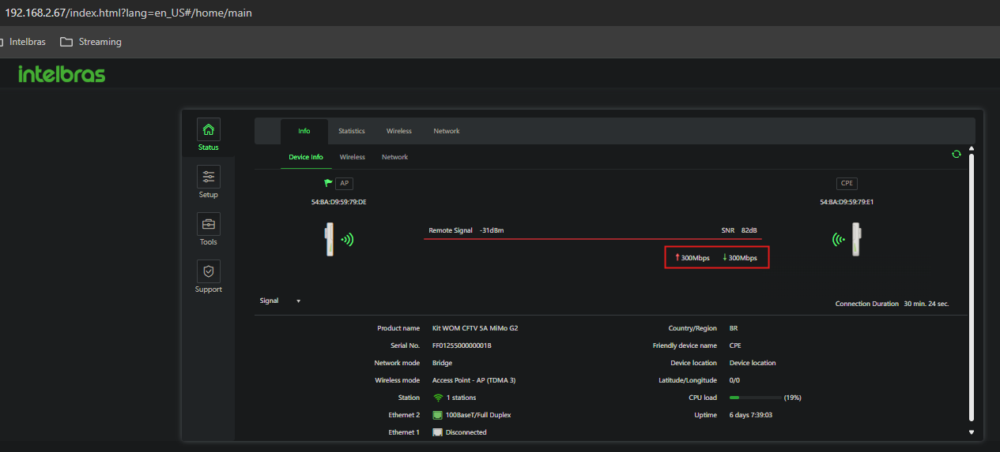 192.168.2.67/index.html?lang=en_US#/home/main
Intelbras Streaming
intelbras
Info Statistics Wireless Network
Status
Device Info Wireless Network
Setup
AP CPE
54:BA:D9:59:79:DE 54:BA:D9:59:79:E1
Tools
Remote Signal -31dBm SNR 82dB
300Mbps 300Mbps
Support
Signal Connection Duration 30 min. 24 sec.
Product name Kit WOM CFTV 5A MiMo G2 Country/Region BR
Serial No. FF0125500000001B Friendly device name CPE
Network mode Bridge Device location Device location
Wireless mode Access Point - AP (TDMA 3) Latitude/Longitude 0/0
Station 1 stations CPU load (19%)
Ethernet 2 100BaseT/Full Duplex Uptime 6 days 7:39:03
Ethernet 1 Disconnected